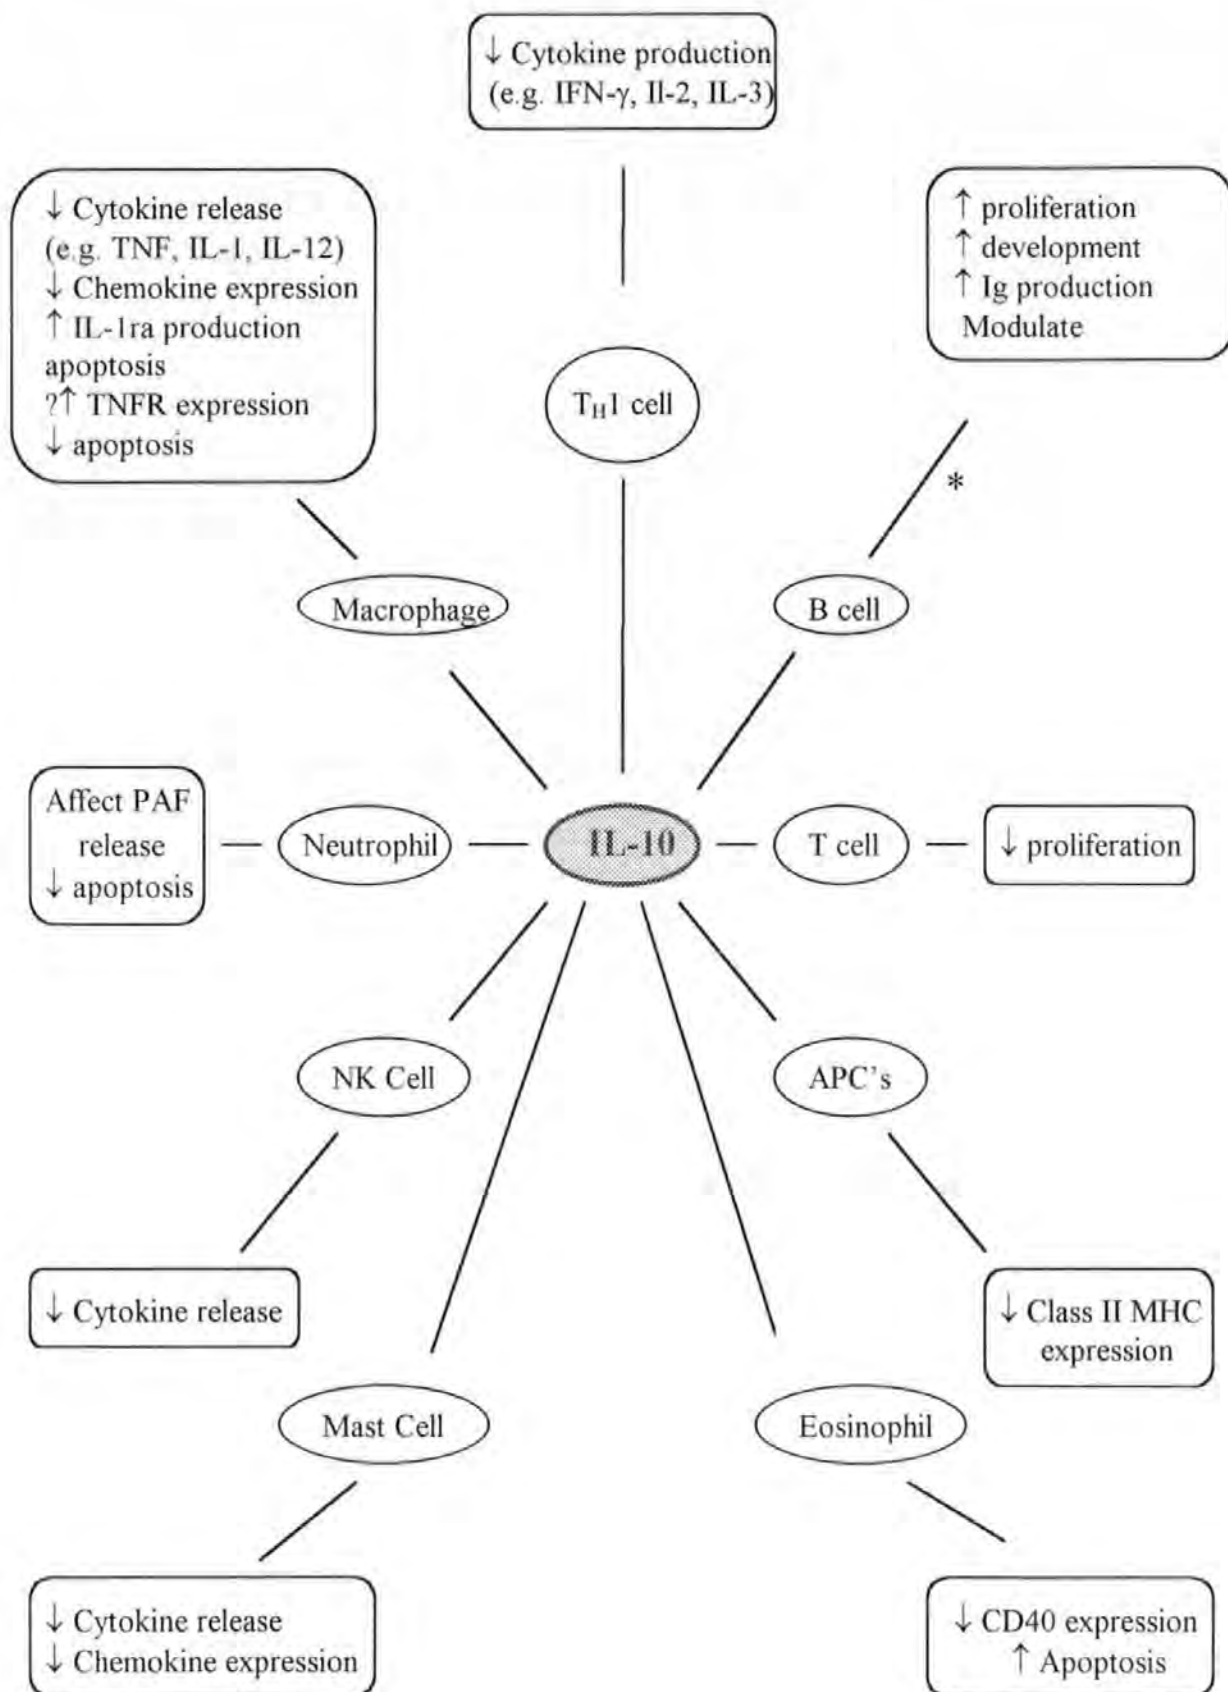 ↓ Cytokine production
(e.g. IFN-γ, Il-2, IL-3)
↓ Cytokine release
(e.g. TNF, IL-1, IL-12)
↓ Chemokine expression
↑ IL-1ra production
apoptosis
?↑ TNFR expression
↓ apoptosis
↑ proliferation
↑ development
↑ Ig production
Modulate
T_H1 cell
*
Macrophage
B cell
Affect PAF
release
↓ apoptosis
Neutrophil
IL-10
T cell
↓ proliferation
NK Cell
APC's
↓ Cytokine release
↓ Class II MHC
expression
Mast Cell
Eosinophil
↓ Cytokine release
↓ Chemokine expression
↓ CD40 expression
↑ Apoptosis